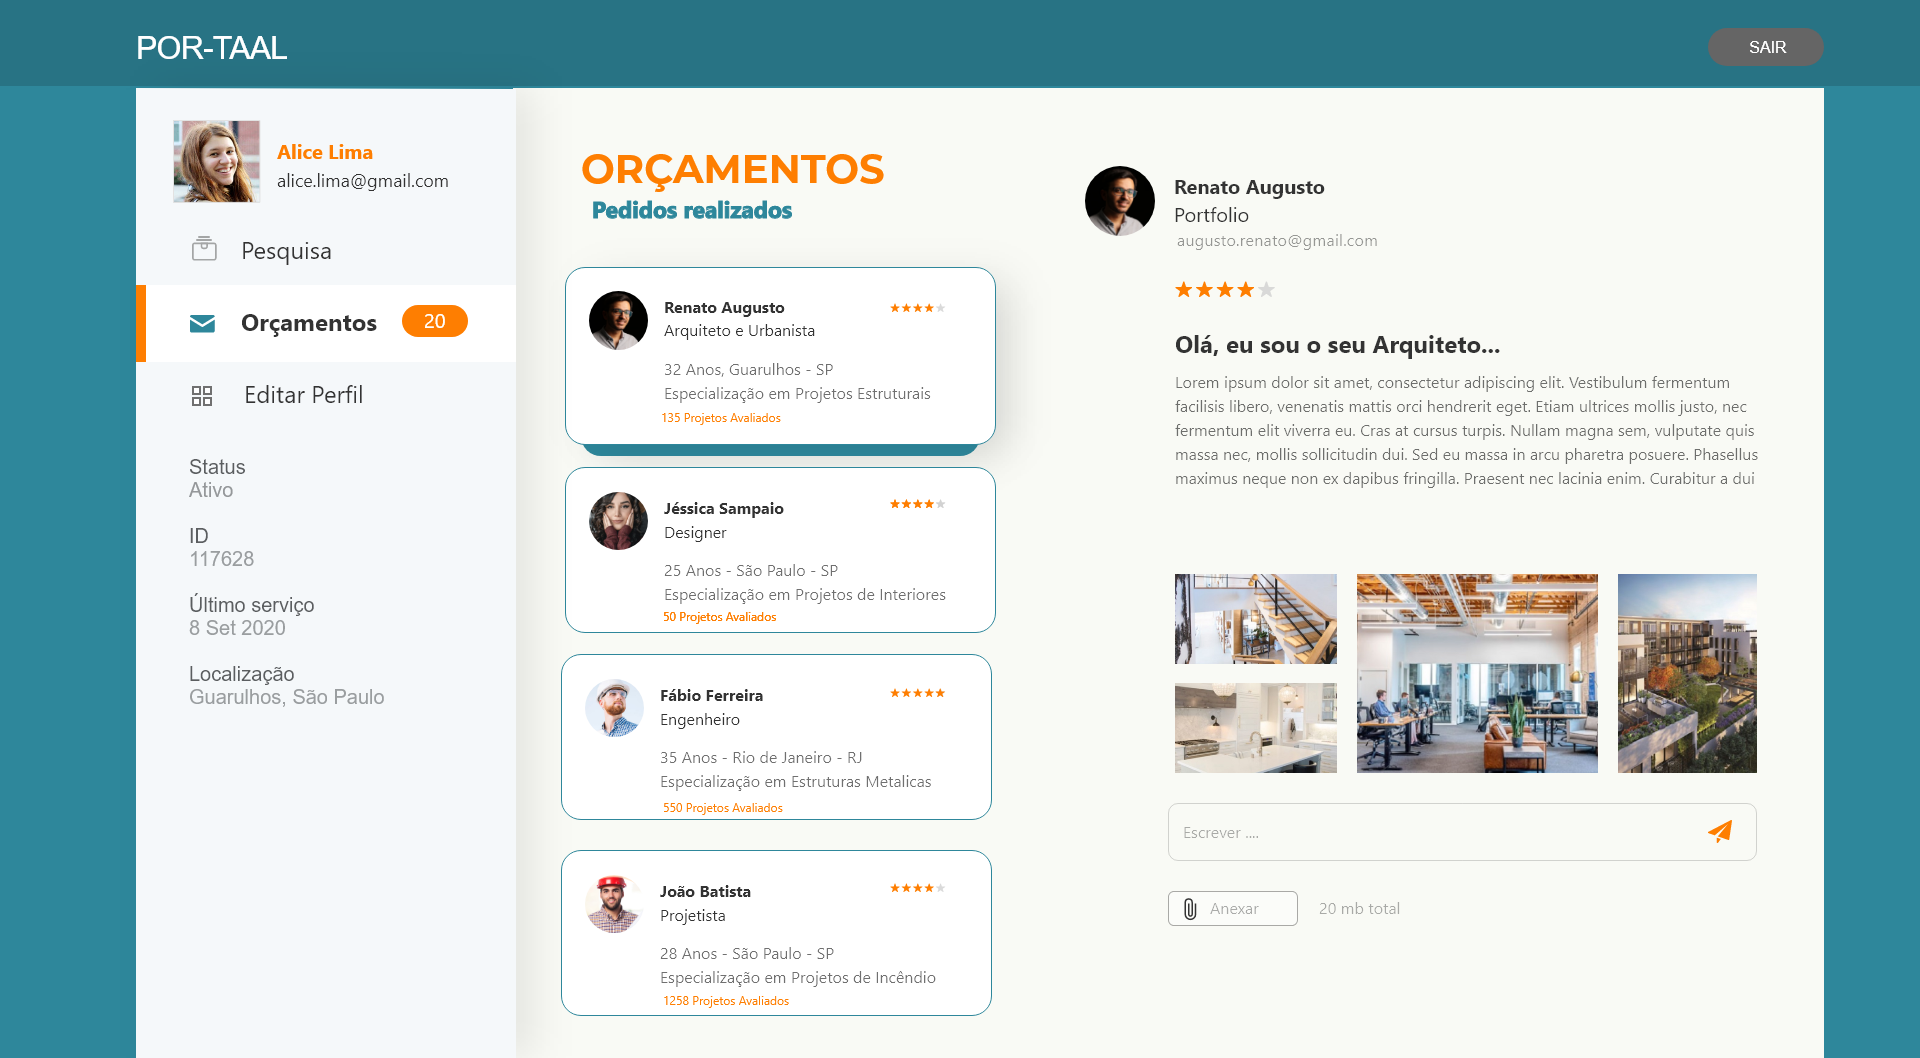 POR-TAAL
SAIR
Alice Lima
alice.lima@gmail.com
Pesquisa
Orçamentos
20
Editar Perfil
Status
Ativo
ID
117628
Último serviço
8 Set 2020
Localização
Guarulhos, São Paulo
ORÇAMENTOS
Pedidos realizados
Renato Augusto
Arquiteto e Urbanista
32 Anos, Guarulhos - SP
Especialização em Projetos Estruturais
135 Projetos Avaliados
Jéssica Sampaio
Designer
25 Anos - São Paulo - SP
Especialização em Projetos de Interiores
50 Projetos Avaliados
Fábio Ferreira
Engenheiro
35 Anos - Rio de Janeiro - RJ
Especialização em Estruturas Metalicas
550 Projetos Avaliados
João Batista
Projetista
28 Anos - São Paulo - SP
Especialização em Projetos de Incêndio
1258 Projetos Avaliados
Renato Augusto
Portfolio
augusto.renato@gmail.com
Olá, eu sou o seu Arquiteto...
Lorem ipsum dolor sit amet, consectetur adipiscing elit. Vestibulum fermentum
facilisis libero, venenatis mattis orci hendrerit eget. Etiam ultrices mollis justo, nec
fermentum elit viverra eu. Cras at cursus turpis. Nullam magna sem, vulputate quis
massa nec, mollis sollicitudin dui. Sed eu massa in arcu pharetra posuere. Phasellus
maximus neque non ex dapibus fringilla. Praesent nec lacinia enim. Curabitur a dui
Escrever ....
Anexar
20 mb total